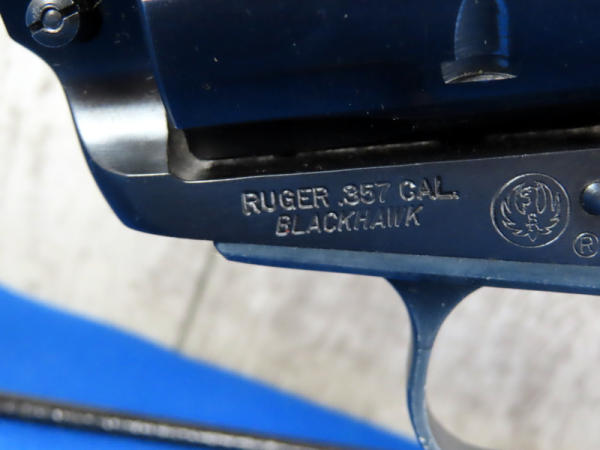 RUGER .357 CAL.
BLACKHAWK
®